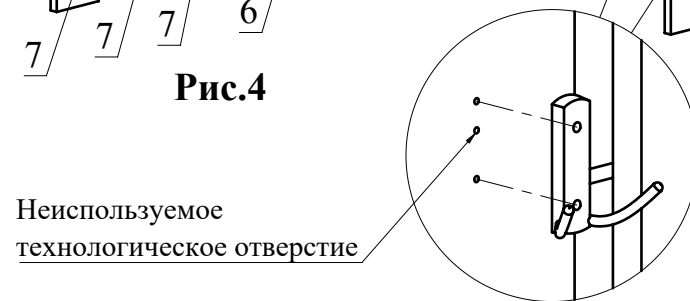 7 7 7 6
Рис.4
Неиспользуемое
технологическое отверстие